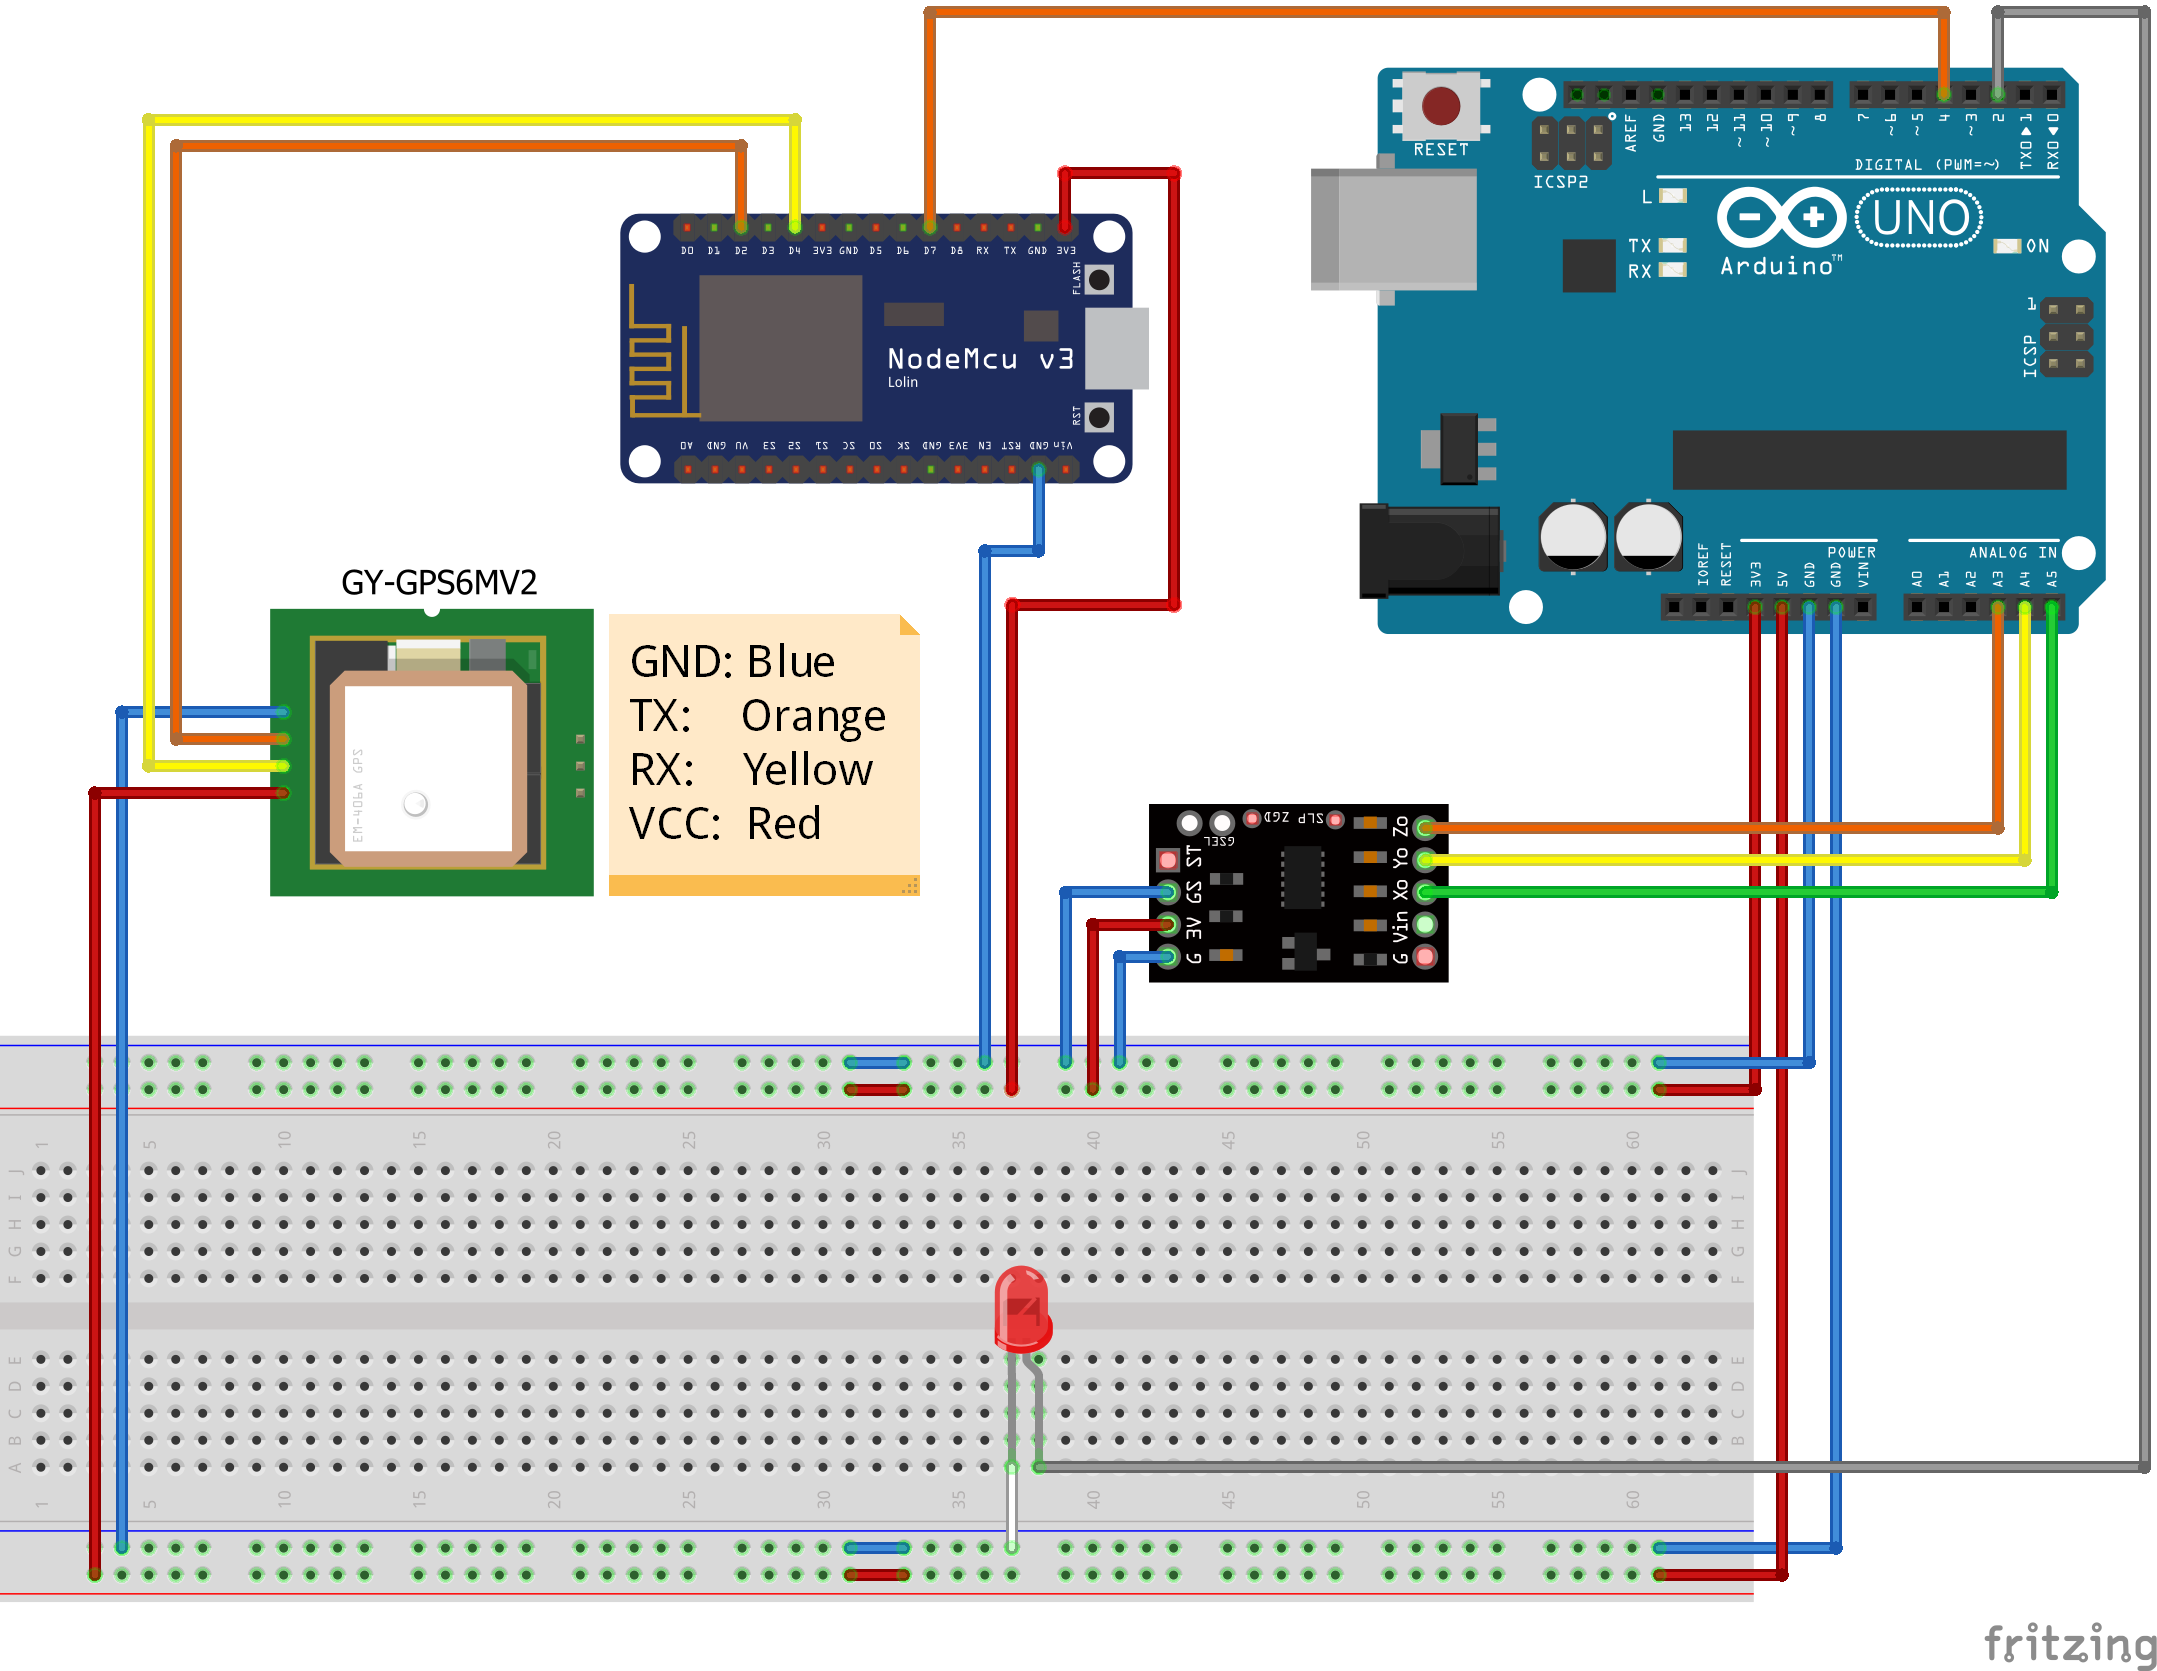 AREF
GND
13
12
~11
~10
~9
8
7
~6
~5
4
~3
2
TX0▶1
RX0◀0
RESET
ICSP2
DIGITAL (PWM=~)
L
TX
RX
UNO
Arduino™
ON
1
ICSP
D0 D1 D2 D3 D4 3V3 GND D5 D6 D7 D8 RX TX GND 3V3
FLASH
NodeMcu v3
Lolin
RST
A0 GND VU S3 S2 S1 SC S0 SK GND 3V3 EN RST GND Vin
IOREF
RESET
3V3
5V
GND
GND
VIN
POWER
ANALOG IN
A0
A1
A2
A3
A4
A5
GY-GPS6MV2
EM-406A GPS
GND: Blue
TX: Orange
RX: Yellow
VCC: Red
0GZ SLP
GSEL
ST
GS
3V
G
Zo
Yo
Xo
Vin
G
1 5 10 15 20 25 30 35 40 45 50 55 60
J J
I I
H H
G G
F F
E E
D D
C C
B B
A A
1 5 10 15 20 25 30 35 40 45 50 55 60
fritzing